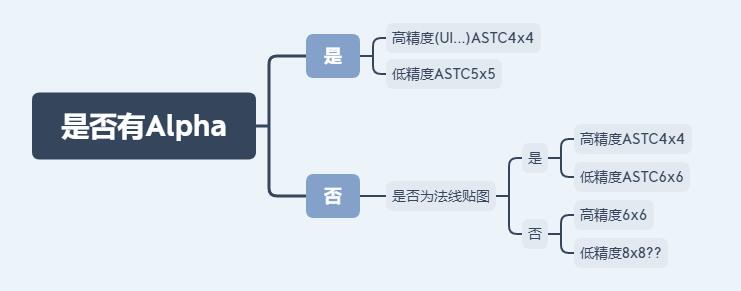 是否有Alpha
是
高精度(UI...)ASTC4x4
低精度ASTC5x5
否
是否为法线贴图
是
高精度ASTC4x4
低精度ASTC6x6
否
高精度6x6
低精度8x8??